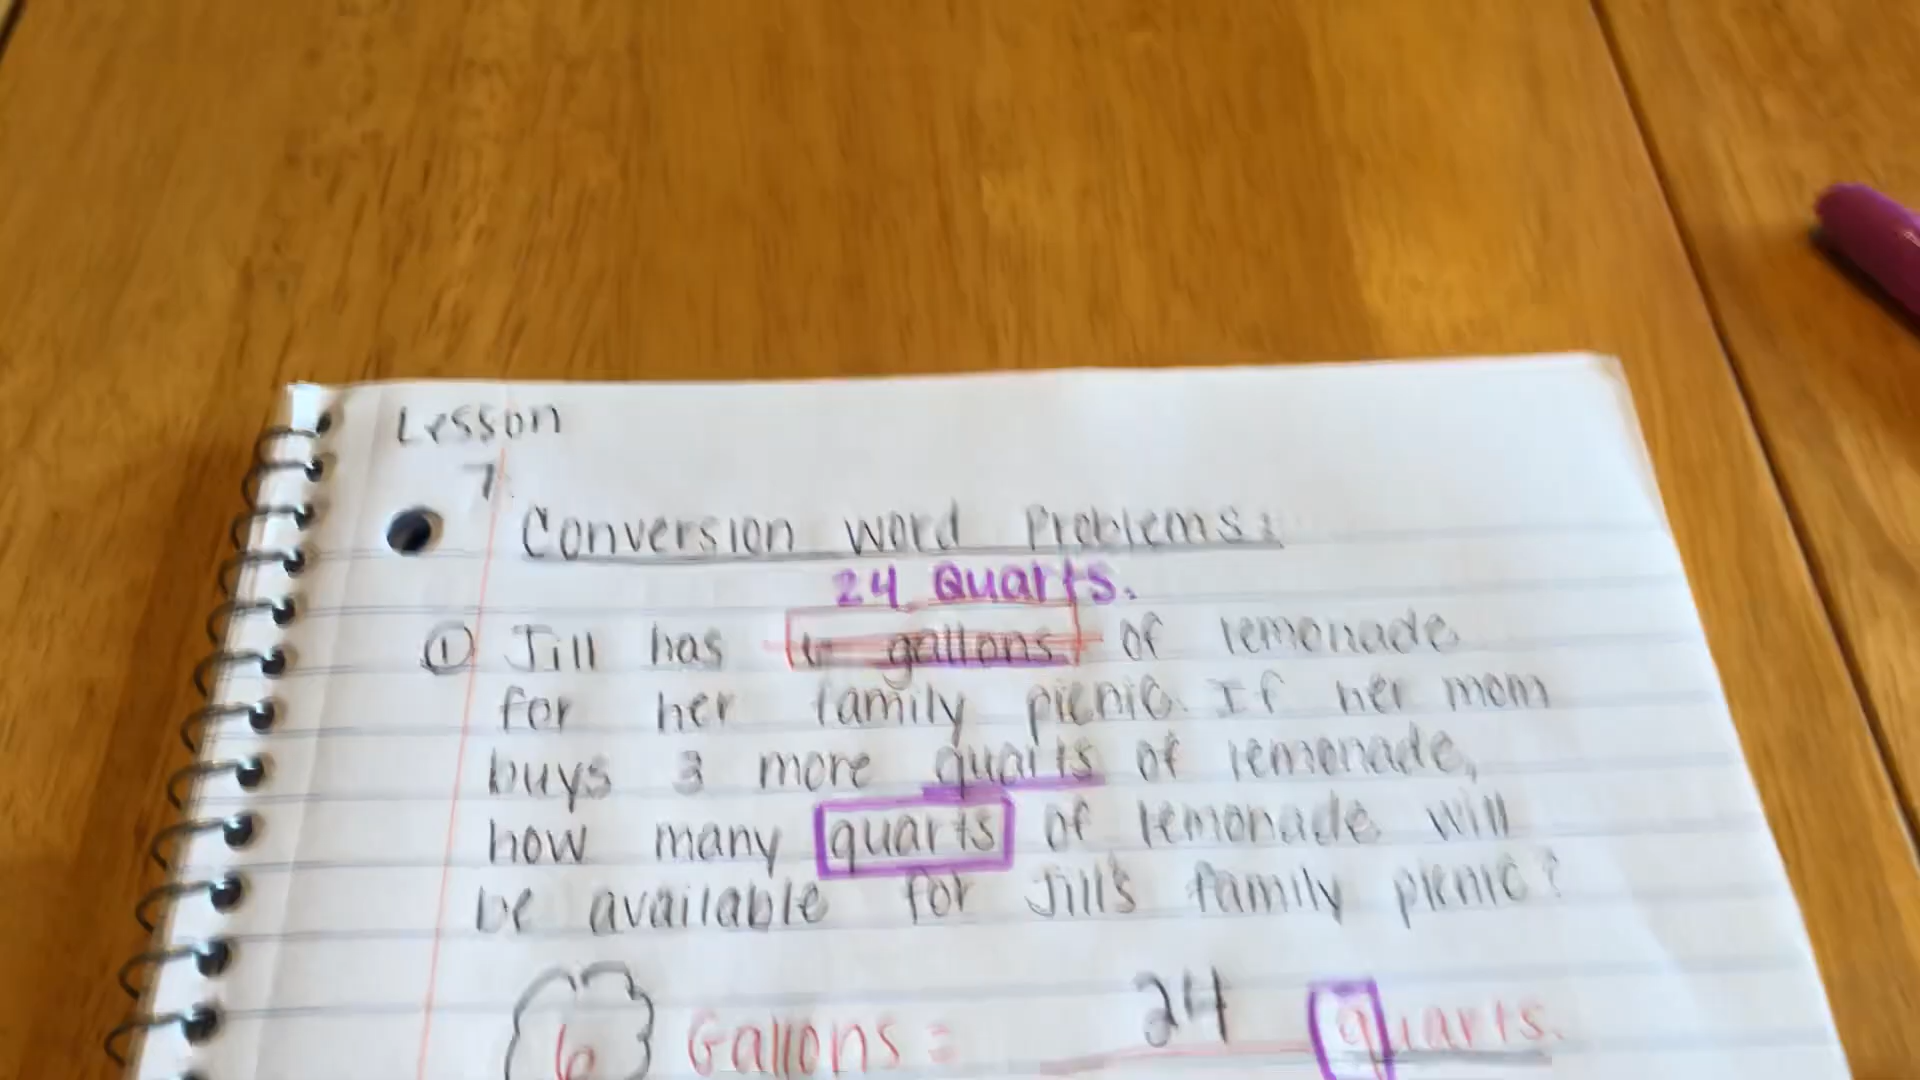 Lesson
7
Conversion Word Problems:
24 Quarts.
① Jill has 6 gallons of lemonade
for her family picnic. If her mom
buys 3 more quarts of lemonade,
how many quarts of lemonade will
be available for Jill's family picnic?
6 Gallons = 24 quarts.